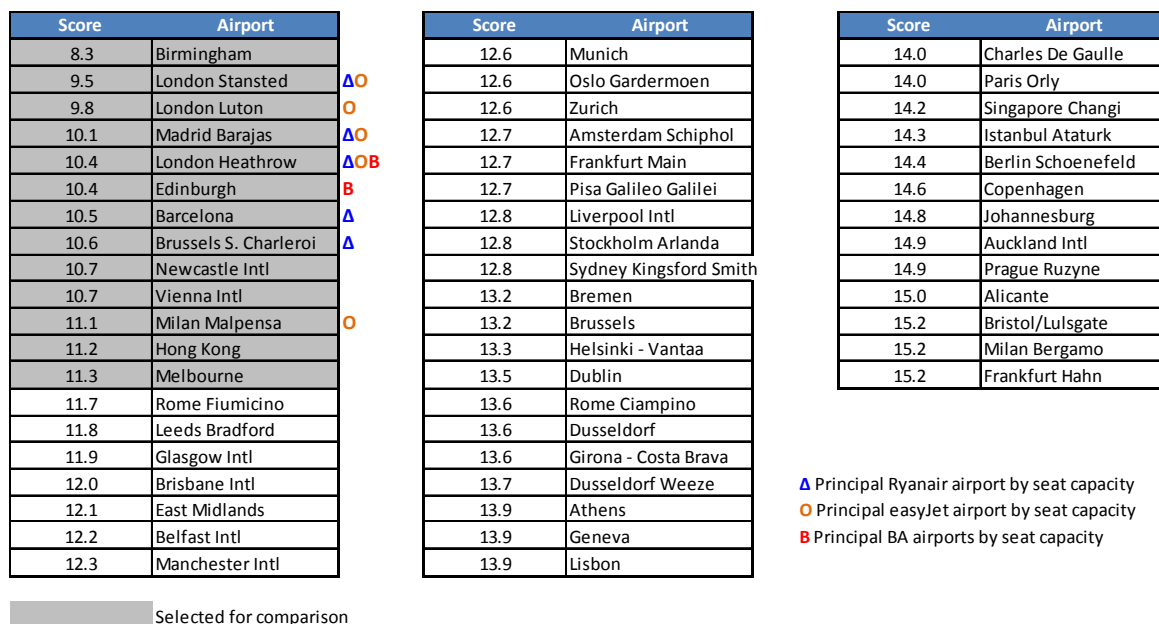 Score Airport
8.3 Birmingham
9.5 London Stansted ΔO
9.8 London Luton O
10.1 Madrid Barajas ΔO
10.4 London Heathrow ΔOB
10.4 Edinburgh B
10.5 Barcelona Δ
10.6 Brussels S. Charleroi Δ
10.7 Newcastle Intl
10.7 Vienna Intl
11.1 Milan Malpensa O
11.2 Hong Kong
11.3 Melbourne
11.7 Rome Fiumicino
11.8 Leeds Bradford
11.9 Glasgow Intl
12.0 Brisbane Intl
12.1 East Midlands
12.2 Belfast Intl
12.3 Manchester Intl
Selected for comparison
Score Airport
12.6 Munich
12.6 Oslo Gardermoen
12.6 Zurich
12.7 Amsterdam Schiphol
12.7 Frankfurt Main
12.7 Pisa Galileo Galilei
12.8 Liverpool Intl
12.8 Stockholm Arlanda
12.8 Sydney Kingsford Smith
13.2 Bremen
13.2 Brussels
13.3 Helsinki - Vantaa
13.5 Dublin
13.6 Rome Ciampino
13.6 Dusseldorf
13.6 Girona - Costa Brava
13.7 Dusseldorf Weeze
13.9 Athens
13.9 Geneva
13.9 Lisbon
Score Airport
14.0 Charles De Gaulle
14.0 Paris Orly
14.2 Singapore Changi
14.3 Istanbul Ataturk
14.4 Berlin Schoenefeld
14.6 Copenhagen
14.8 Johannesburg
14.9 Auckland Intl
14.9 Prague Ruzyne
15.0 Alicante
15.2 Bristol/Lulsgate
15.2 Milan Bergamo
15.2 Frankfurt Hahn
Δ Principal Ryanair airport by seat capacity
O Principal easyJet airport by seat capacity
B Principal BA airports by seat capacity